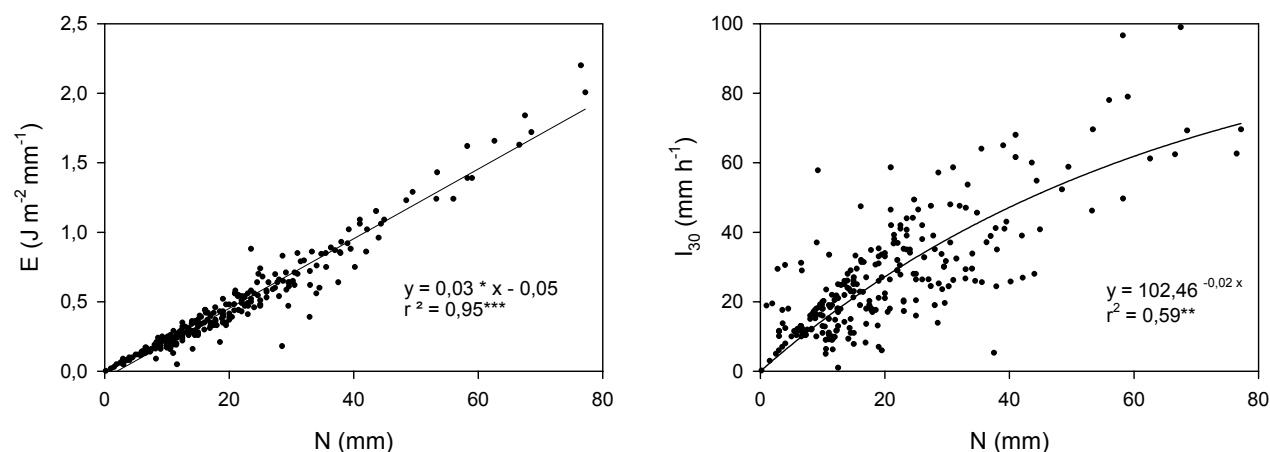 2,5
2,0
1,5
1,0
0,5
0,0
E (J m⁻² mm⁻¹)
y = 0,03 * x - 0,05
r ² = 0,95***
0 20 40 60 80
N (mm)
100
80
60
40
20
0
I₃₀ (mm h⁻¹)
y = 102,46 ⁻⁰,⁰² ˣ
r² = 0,59**
0 20 40 60 80
N (mm)